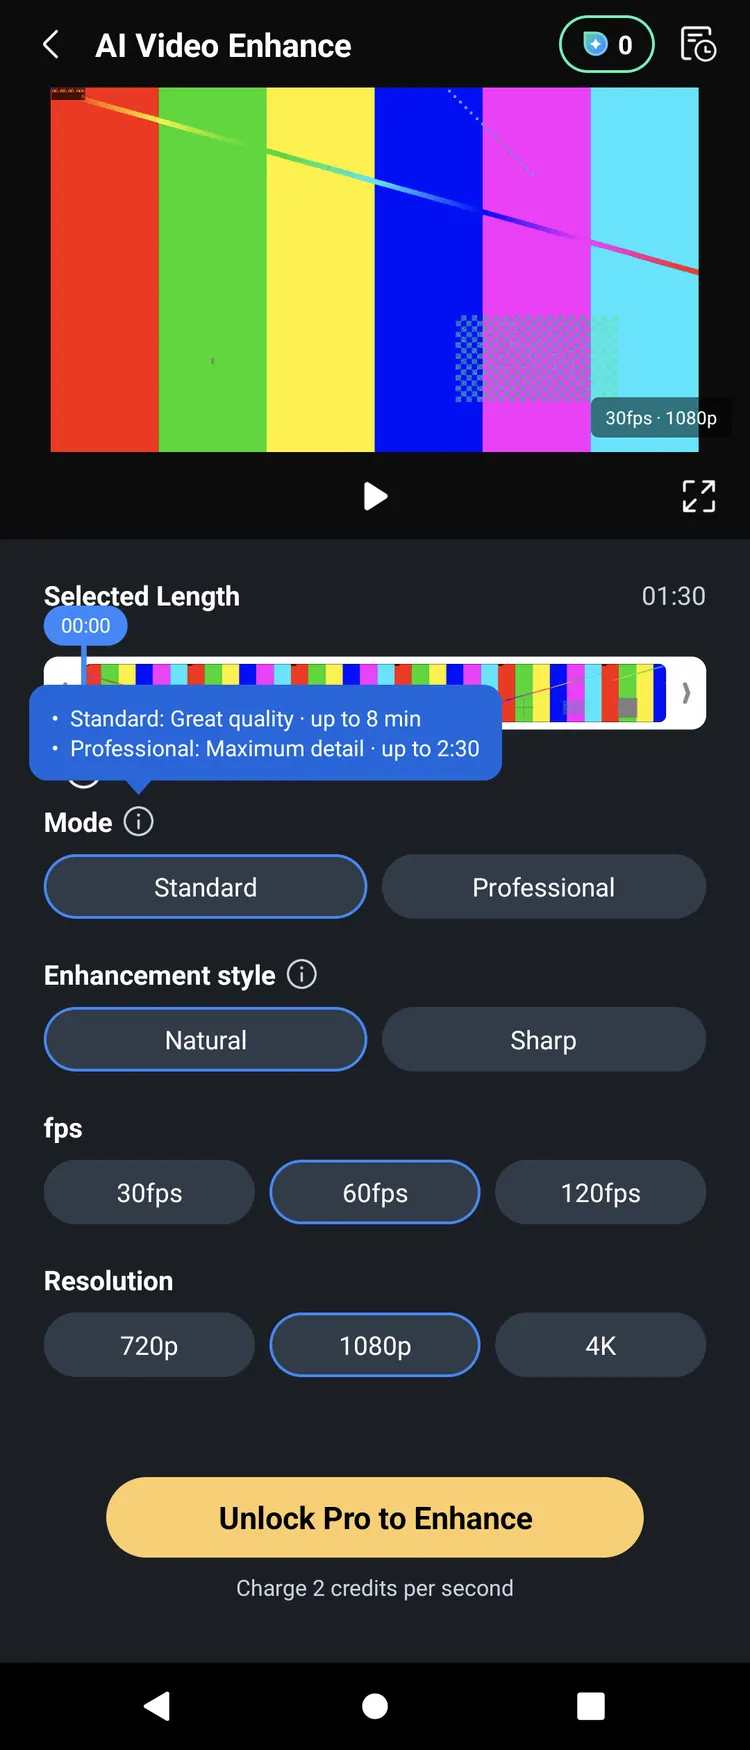 AI Video Enhance
0
30fps · 1080p
Selected Length
01:30
00:00
• Standard: Great quality · up to 8 min
• Professional: Maximum detail · up to 2:30
Mode
Standard
Professional
Enhancement style
Natural
Sharp
fps
30fps
60fps
120fps
Resolution
720p
1080p
4K
Unlock Pro to Enhance
Charge 2 credits per second